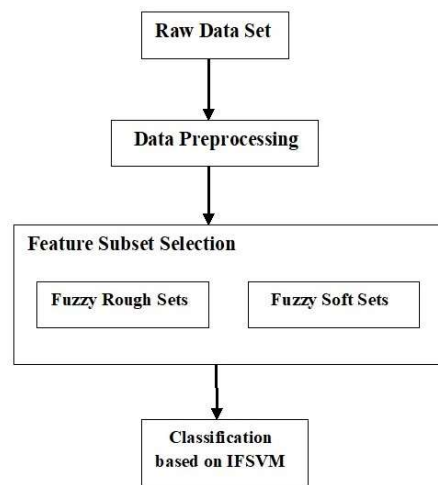 Raw Data Set
Data Preprocessing
Feature Subset Selection
Fuzzy Rough Sets
Fuzzy Soft Sets
Classification
based on IFSVM